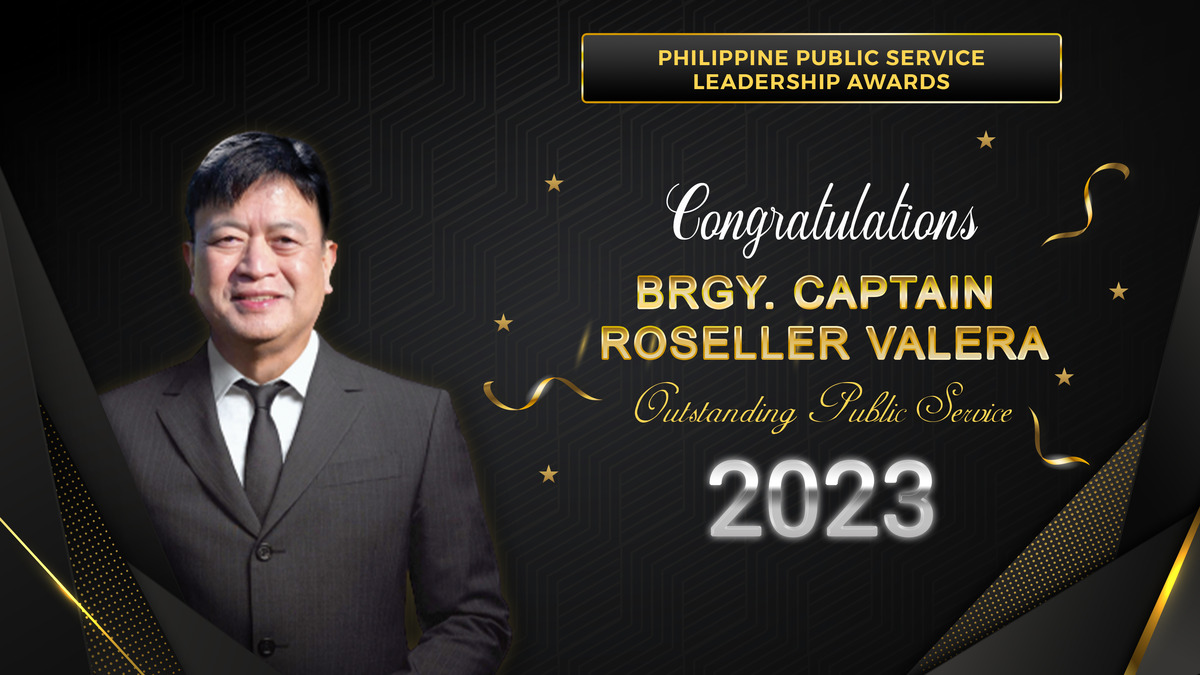 PHILIPPINE PUBLIC SERVICE
LEADERSHIP AWARDS
Congratulations
BRGY. CAPTAIN
ROSELLER VALERA
Outstanding Public Service
2023